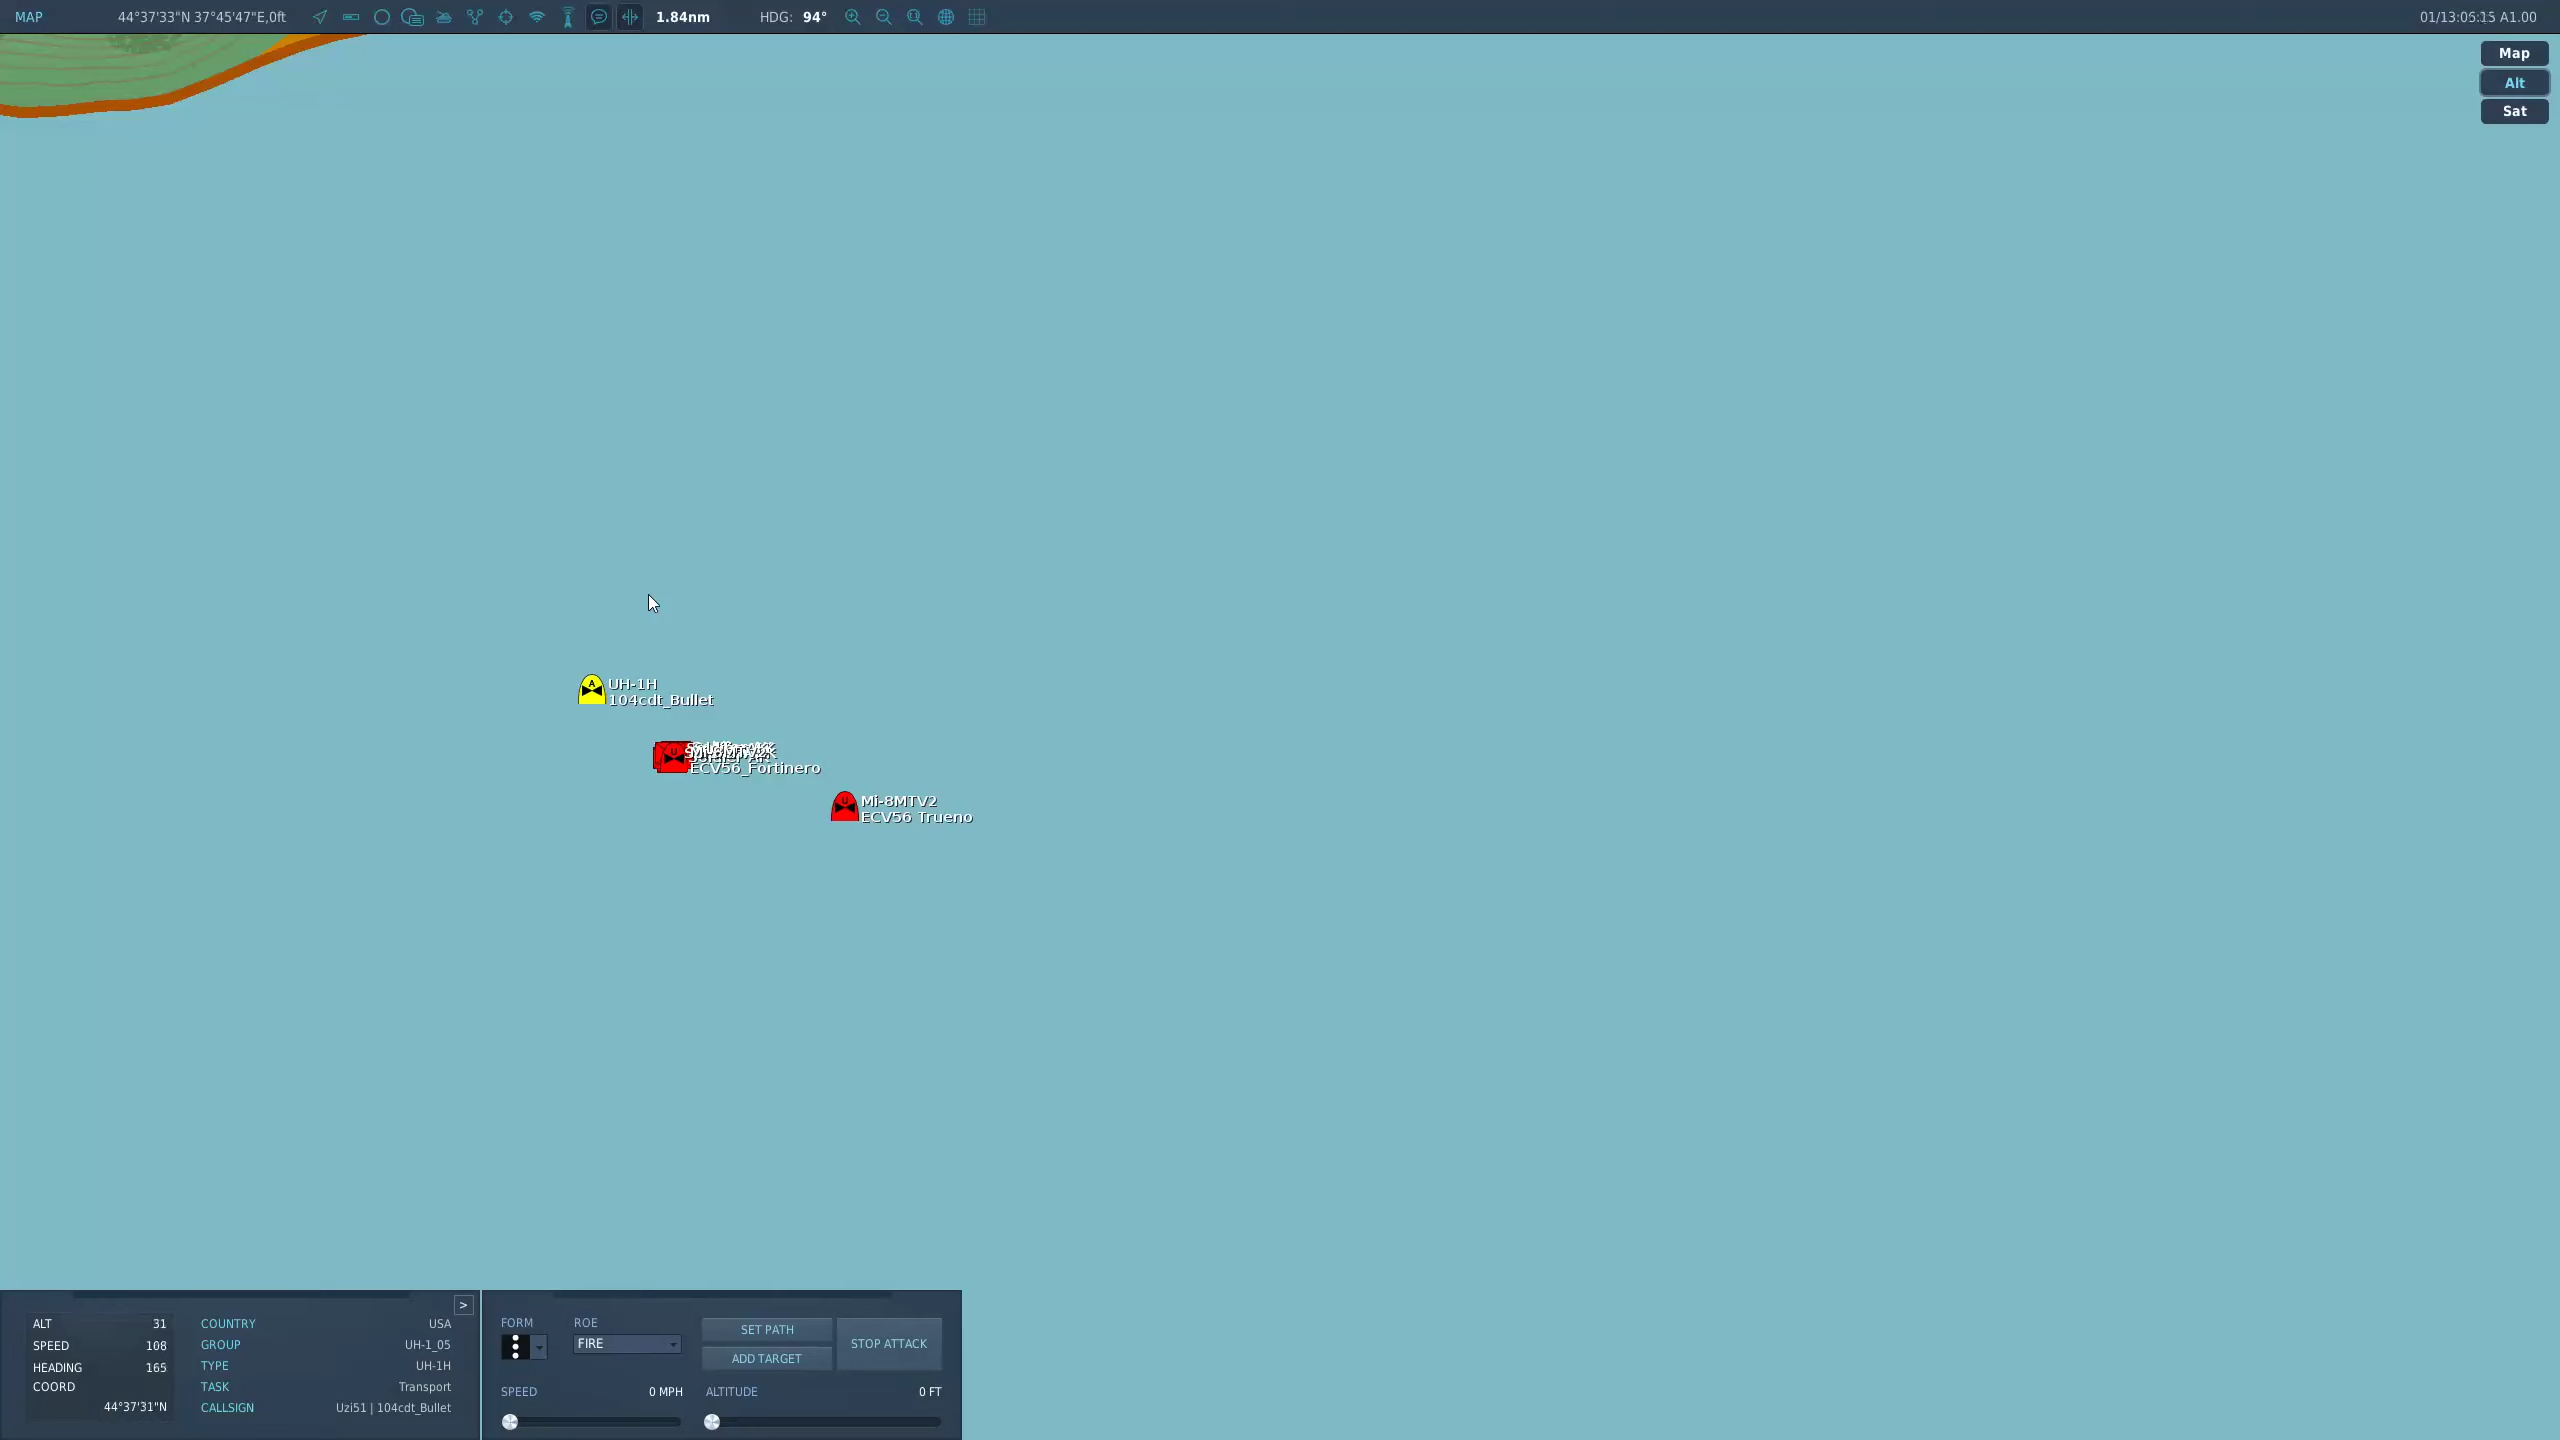 MAP
44°37'33"N 37°45'47"E,0ft
1.84nm
HDG: 94°
01/13:05:15 A1.00
Map
Alt
Sat
A
UH-1H
104cdt_Bullet
U
ECV56_Fortinero
U
Mi-8MTV2
ECV56 Trueno
>
ALT 31
SPEED 108
HEADING 165
COORD
44°37'31"N
COUNTRY USA
GROUP UH-1_05
TYPE UH-1H
TASK Transport
CALLSIGN Uzi51 | 104cdt_Bullet
FORM
ROE
FIRE
SET PATH
ADD TARGET
STOP ATTACK
SPEED 0 MPH
ALTITUDE 0 FT